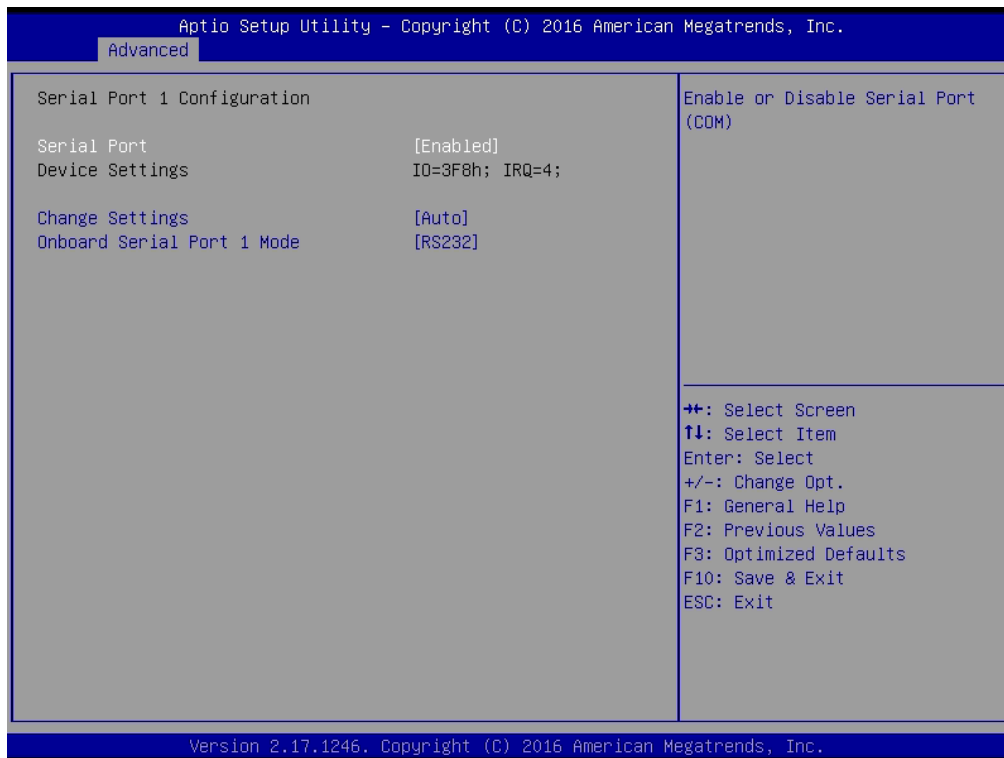 Aptio Setup Utility – Copyright (C) 2016 American Megatrends, Inc.
Advanced
Serial Port 1 Configuration
Serial Port [Enabled]
Device Settings IO=3F8h; IRQ=4;
Change Settings [Auto]
Onboard Serial Port 1 Mode [RS232]
Enable or Disable Serial Port
(COM)
→←: Select Screen
↑↓: Select Item
Enter: Select
+/-: Change Opt.
F1: General Help
F2: Previous Values
F3: Optimized Defaults
F10: Save & Exit
ESC: Exit
Version 2.17.1246. Copyright (C) 2016 American Megatrends, Inc.